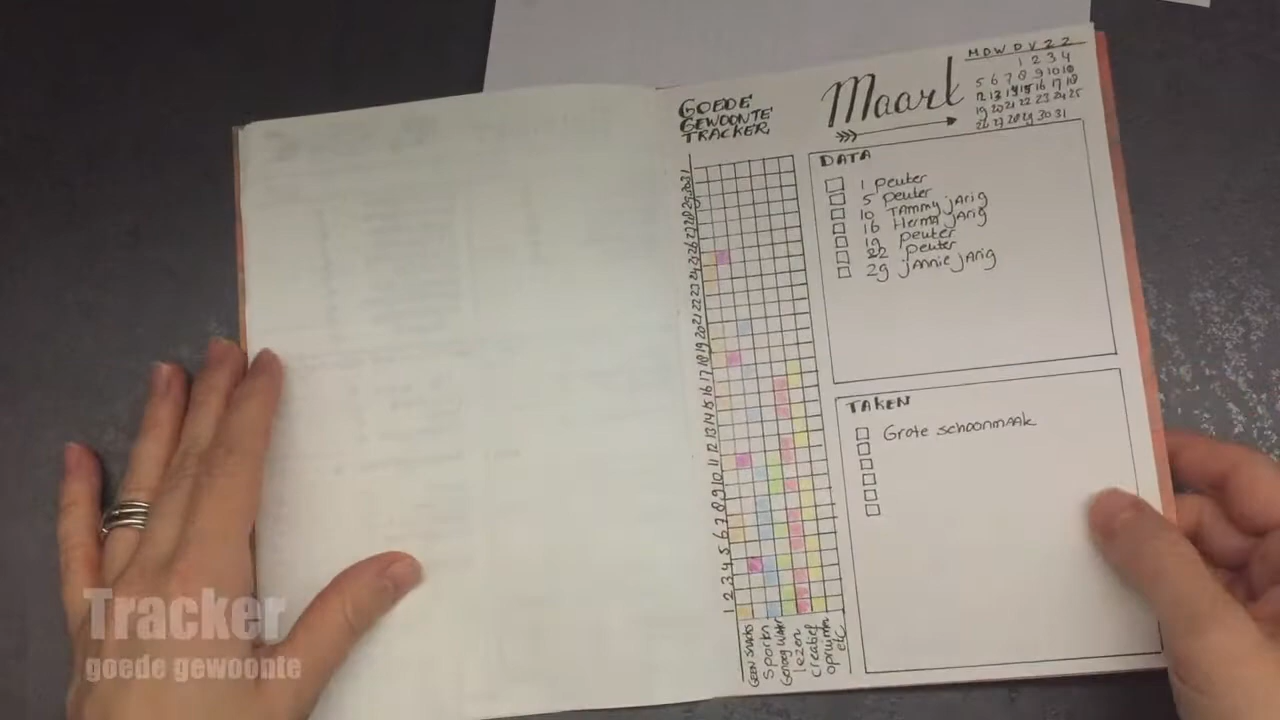 GOEDE
GEWOONTE
TRACKER
Maart
M D W D V Z Z
1 2 3 4
5 6 7 8 9 10 11
12 13 14 15 16 17 18
19 20 21 22 23 24 25
26 27 28 29 30 31
DATA
1 peuter
5 peuter
10 Tammy jarig
16 Herma jarig
19 peuter
22 peuter
29 jannie jarig
TAKEN
Grote schoonmaak
1 2 3 4 5 6 7 8 9 10 11 12 13 14 15 16 17 18 19 20 21 22 23 24 25 26 27 28 29 30 31
Geen snacks
Sporten
Genoeg water
lezen
creatief
opruimen
etc.
Tracker
goede gewoonte